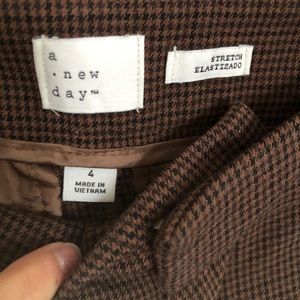 a
· new
day™
STRETCH
ELASTIZADO
4
MADE IN
VIETNAM